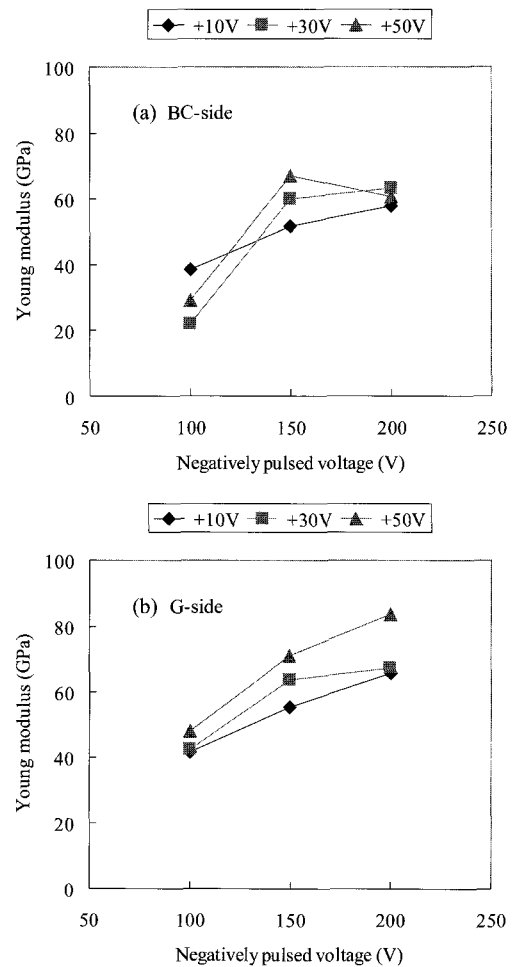 +10V +30V +50V
100
(a) BC-side
80
60
40
20
0
Young modulus (GPa)
50 100 150 200 250
Negatively pulsed voltage (V)
+10V +30V +50V
100
(b) G-side
80
60
40
20
0
Young modulus (GPa)
50 100 150 200 250
Negatively pulsed voltage (V)